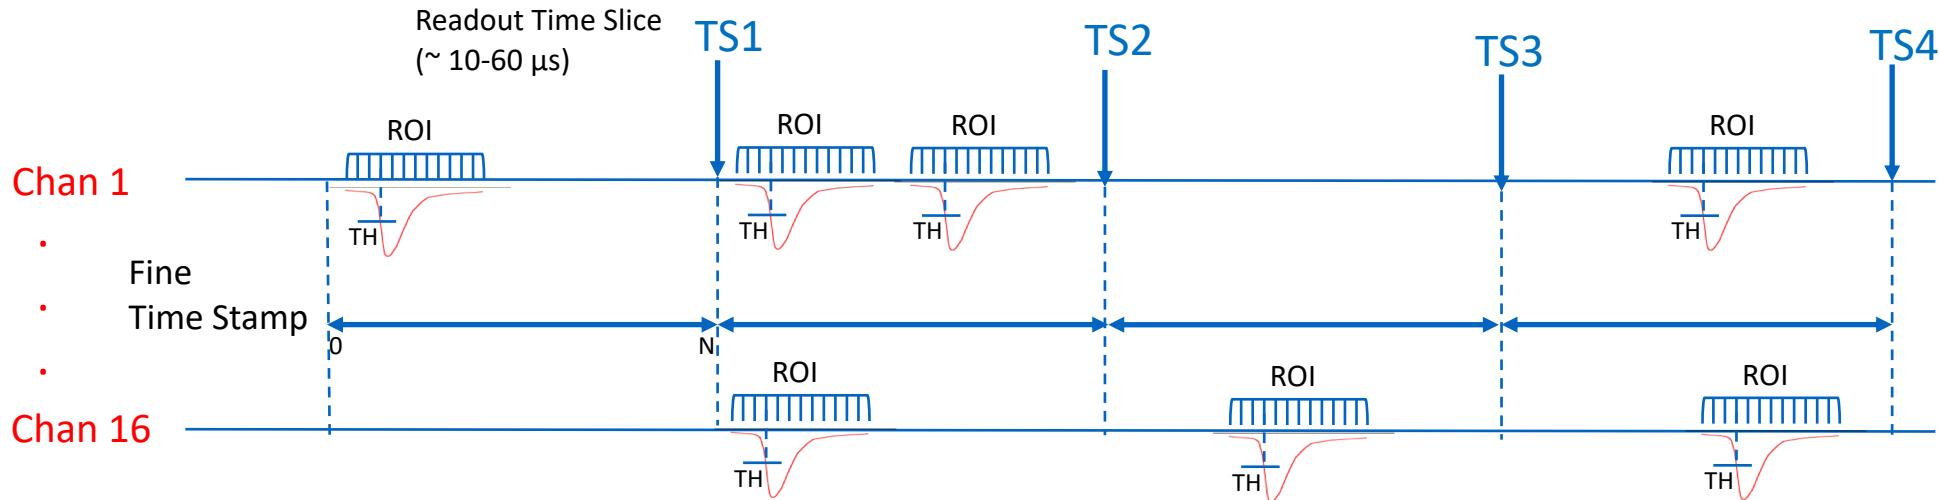 Readout Time Slice
(~ 10-60 µs)
TS1
TS2
TS3
TS4
ROI
ROI
ROI
ROI
Chan 1
TH
TH
TH
TH
.
.
.
Fine
Time Stamp
0
N
ROI
ROI
ROI
Chan 16
TH
TH
TH